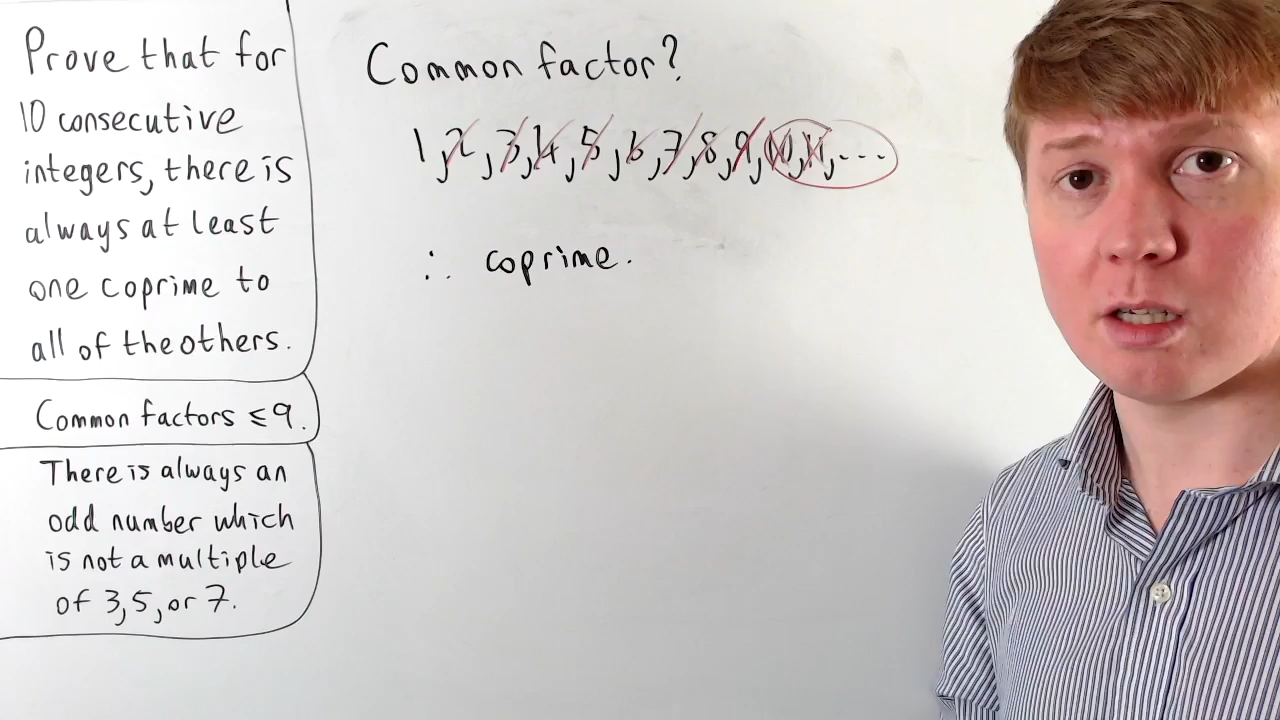 Prove that for
10 consecutive
integers, there is
always at least
one coprime to
all of the others.
Common factors ≤ 9.
There is always an
odd number which
is not a multiple
of 3, 5, or 7.
Common factor?
1, 2, 3, 4, 5, 6, 7, 8, 9, 10, 11, ...
∴ coprime.